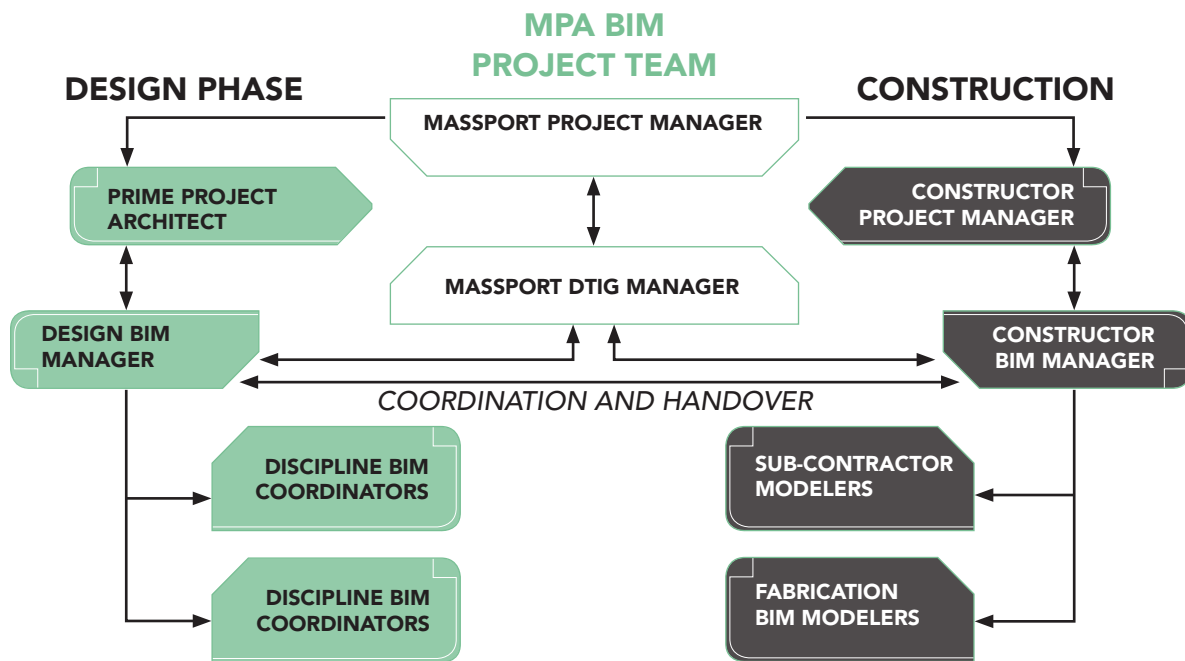 MPA BIM
PROJECT TEAM
DESIGN PHASE
CONSTRUCTION
MASSPORT PROJECT MANAGER
PRIME PROJECT
ARCHITECT
CONSTRUCTOR
PROJECT MANAGER
MASSPORT DTIG MANAGER
DESIGN BIM
MANAGER
CONSTRUCTOR
BIM MANAGER
COORDINATION AND HANDOVER
DISCIPLINE BIM
COORDINATORS
SUB-CONTRACTOR
MODELERS
DISCIPLINE BIM
COORDINATORS
FABRICATION
BIM MODELERS